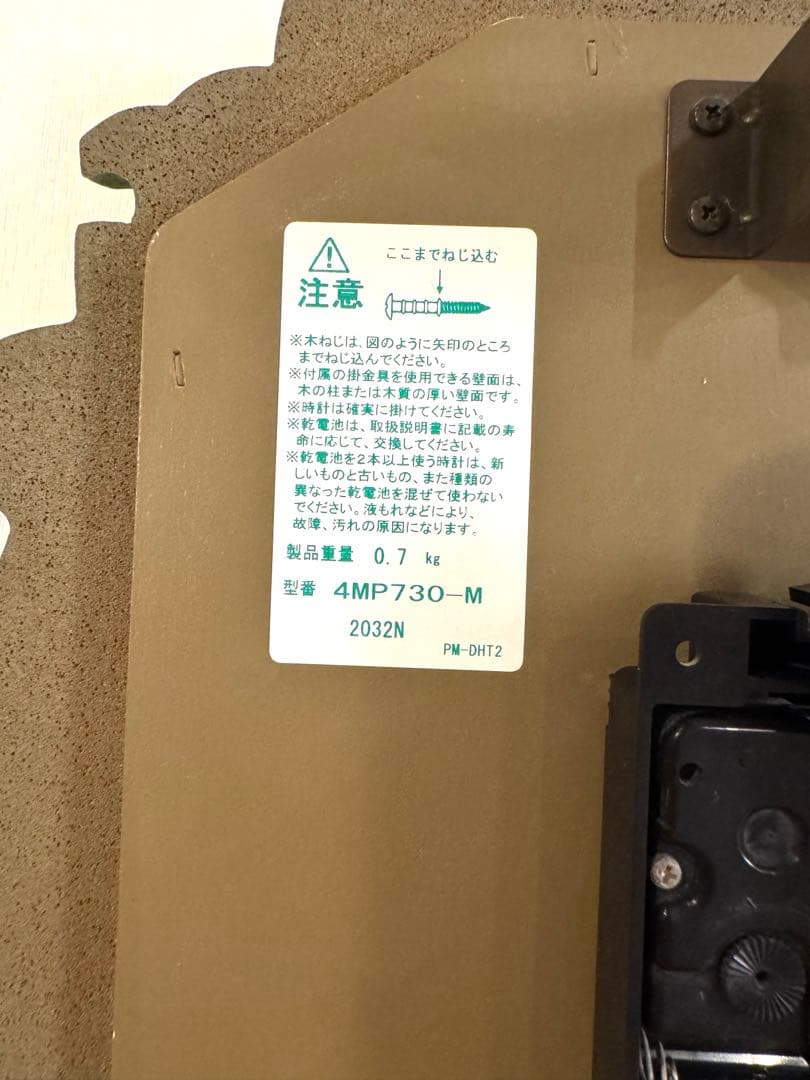 ここまでねじ込む
注意
※木ねじは、図のように矢印のところ
までねじ込んでください。
※付属の掛金具を使用できる壁面は、
木の柱または木質の厚い壁面です。
※時計は確実に掛けてください。
※乾電池は、取扱説明書に記載の寿
命に応じて、交換してください。
※乾電池を2本以上使う時計は、新
しいものと古いもの、また種類の
異なった乾電池を混ぜて使わない
でください。液もれなどにより、
故障、汚れの原因になります。
製品重量 0.7 kg
型番 4MP730-M
2032N
PM-DHT2